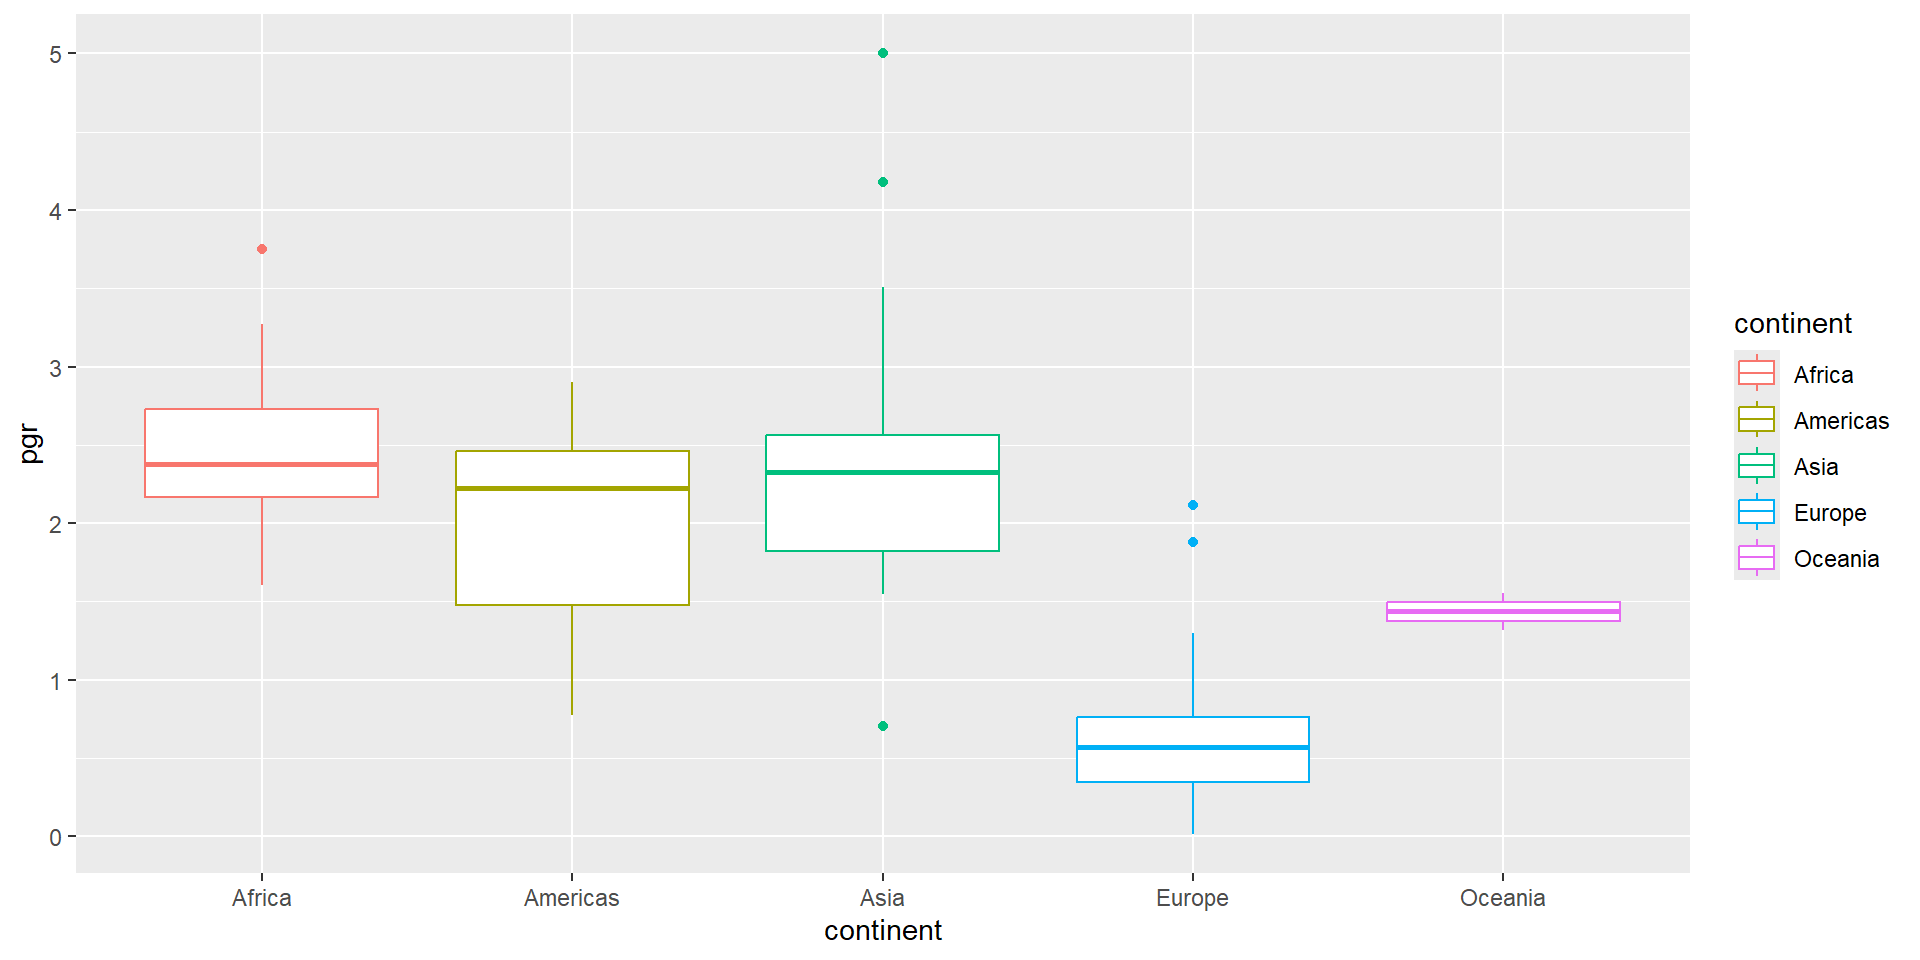 5
4
3
2
1
0
pgr
Africa Americas Asia Europe Oceania
continent
continent
Africa
Americas
Asia
Europe
Oceania